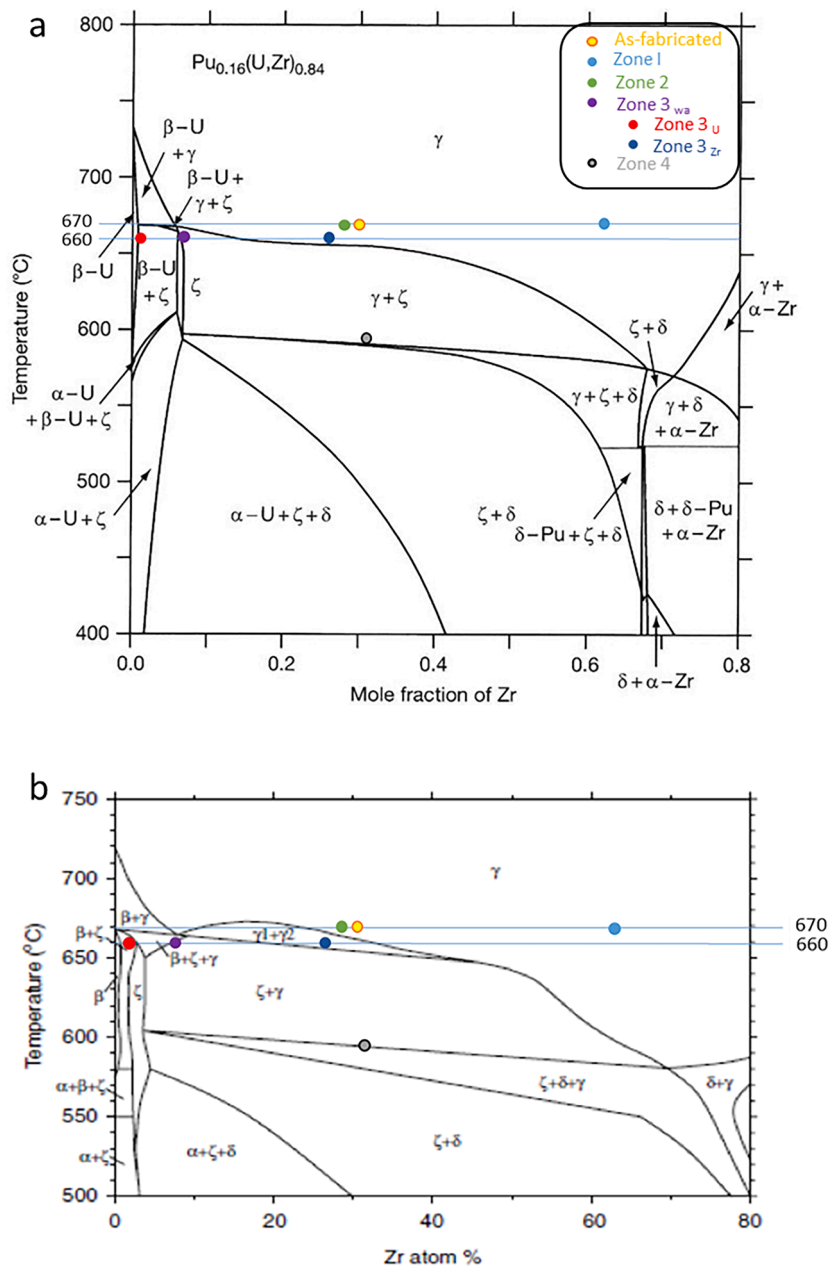 a
800
700
670
660
600
500
400
Temperature (°C)
Pu0.16(U,Zr)0.84
As-fabricated
Zone I
Zone 2
Zone 3 wa
Zone 3 U
Zone 3 Zr
Zone 4
γ
β–U
+γ
β–U+
γ+ζ
β–U
β–U
+ζ
ζ
γ+ζ
γ+
α–Zr
ζ+δ
γ+ζ+δ
γ+δ
+α–Zr
α–U
+β–U+ζ
α–U+ζ
α–U+ζ+δ
ζ+δ
δ–Pu+ζ+δ
δ+δ–Pu
+α–Zr
δ+α–Zr
0.0
0.2
0.4
0.6
0.8
Mole fraction of Zr
b
750
700
650
600
550
500
Temperature (°C)
670
660
γ
β+γ
β+ζ
γ1+γ2
β+ζ+γ
β
ζ
ζ+γ
α+β+ζ
ζ+δ+γ
δ+γ
α+ζ
α+ζ+δ
ζ+δ
0
20
40
60
80
Zr atom %